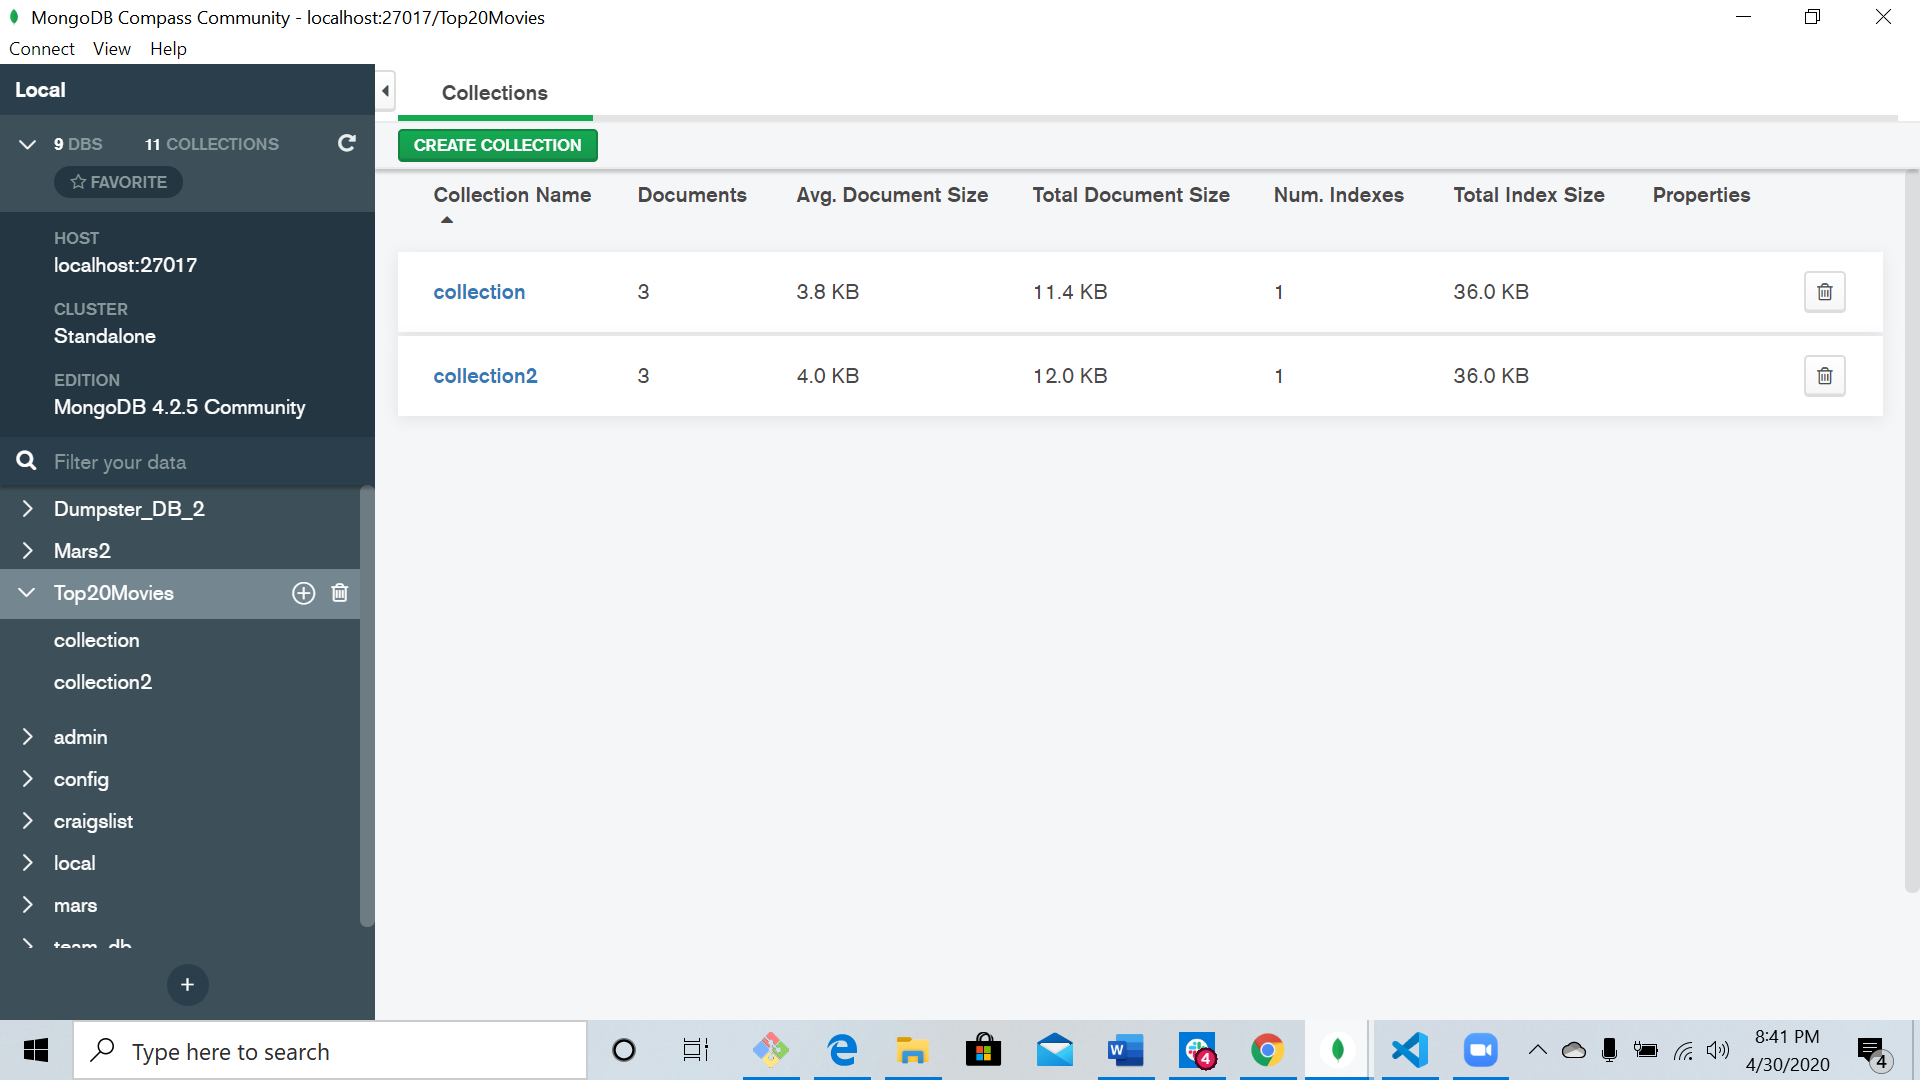 MongoDB Compass Community - localhost:27017/Top20Movies
Connect View Help
Local
9 DBS 11 COLLECTIONS
FAVORITE
HOST
localhost:27017
CLUSTER
Standalone
EDITION
MongoDB 4.2.5 Community
Filter your data
Dumpster_DB_2
Mars2
Top20Movies
collection
collection2
admin
config
craigslist
local
mars
team_db
Collections
CREATE COLLECTION
Collection Name Documents Avg. Document Size Total Document Size Num. Indexes Total Index Size Properties
collection 3 3.8 KB 11.4 KB 1 36.0 KB
collection2 3 4.0 KB 12.0 KB 1 36.0 KB
Type here to search
W
4
8:41 PM
4/30/2020
4